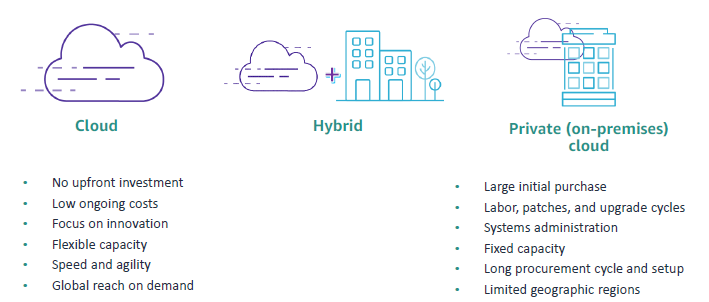 Cloud
Hybrid
Private (on-premises)
cloud
• No upfront investment
• Low ongoing costs
• Focus on innovation
• Flexible capacity
• Speed and agility
• Global reach on demand
• Large initial purchase
• Labor, patches, and upgrade cycles
• Systems administration
• Fixed capacity
• Long procurement cycle and setup
• Limited geographic regions